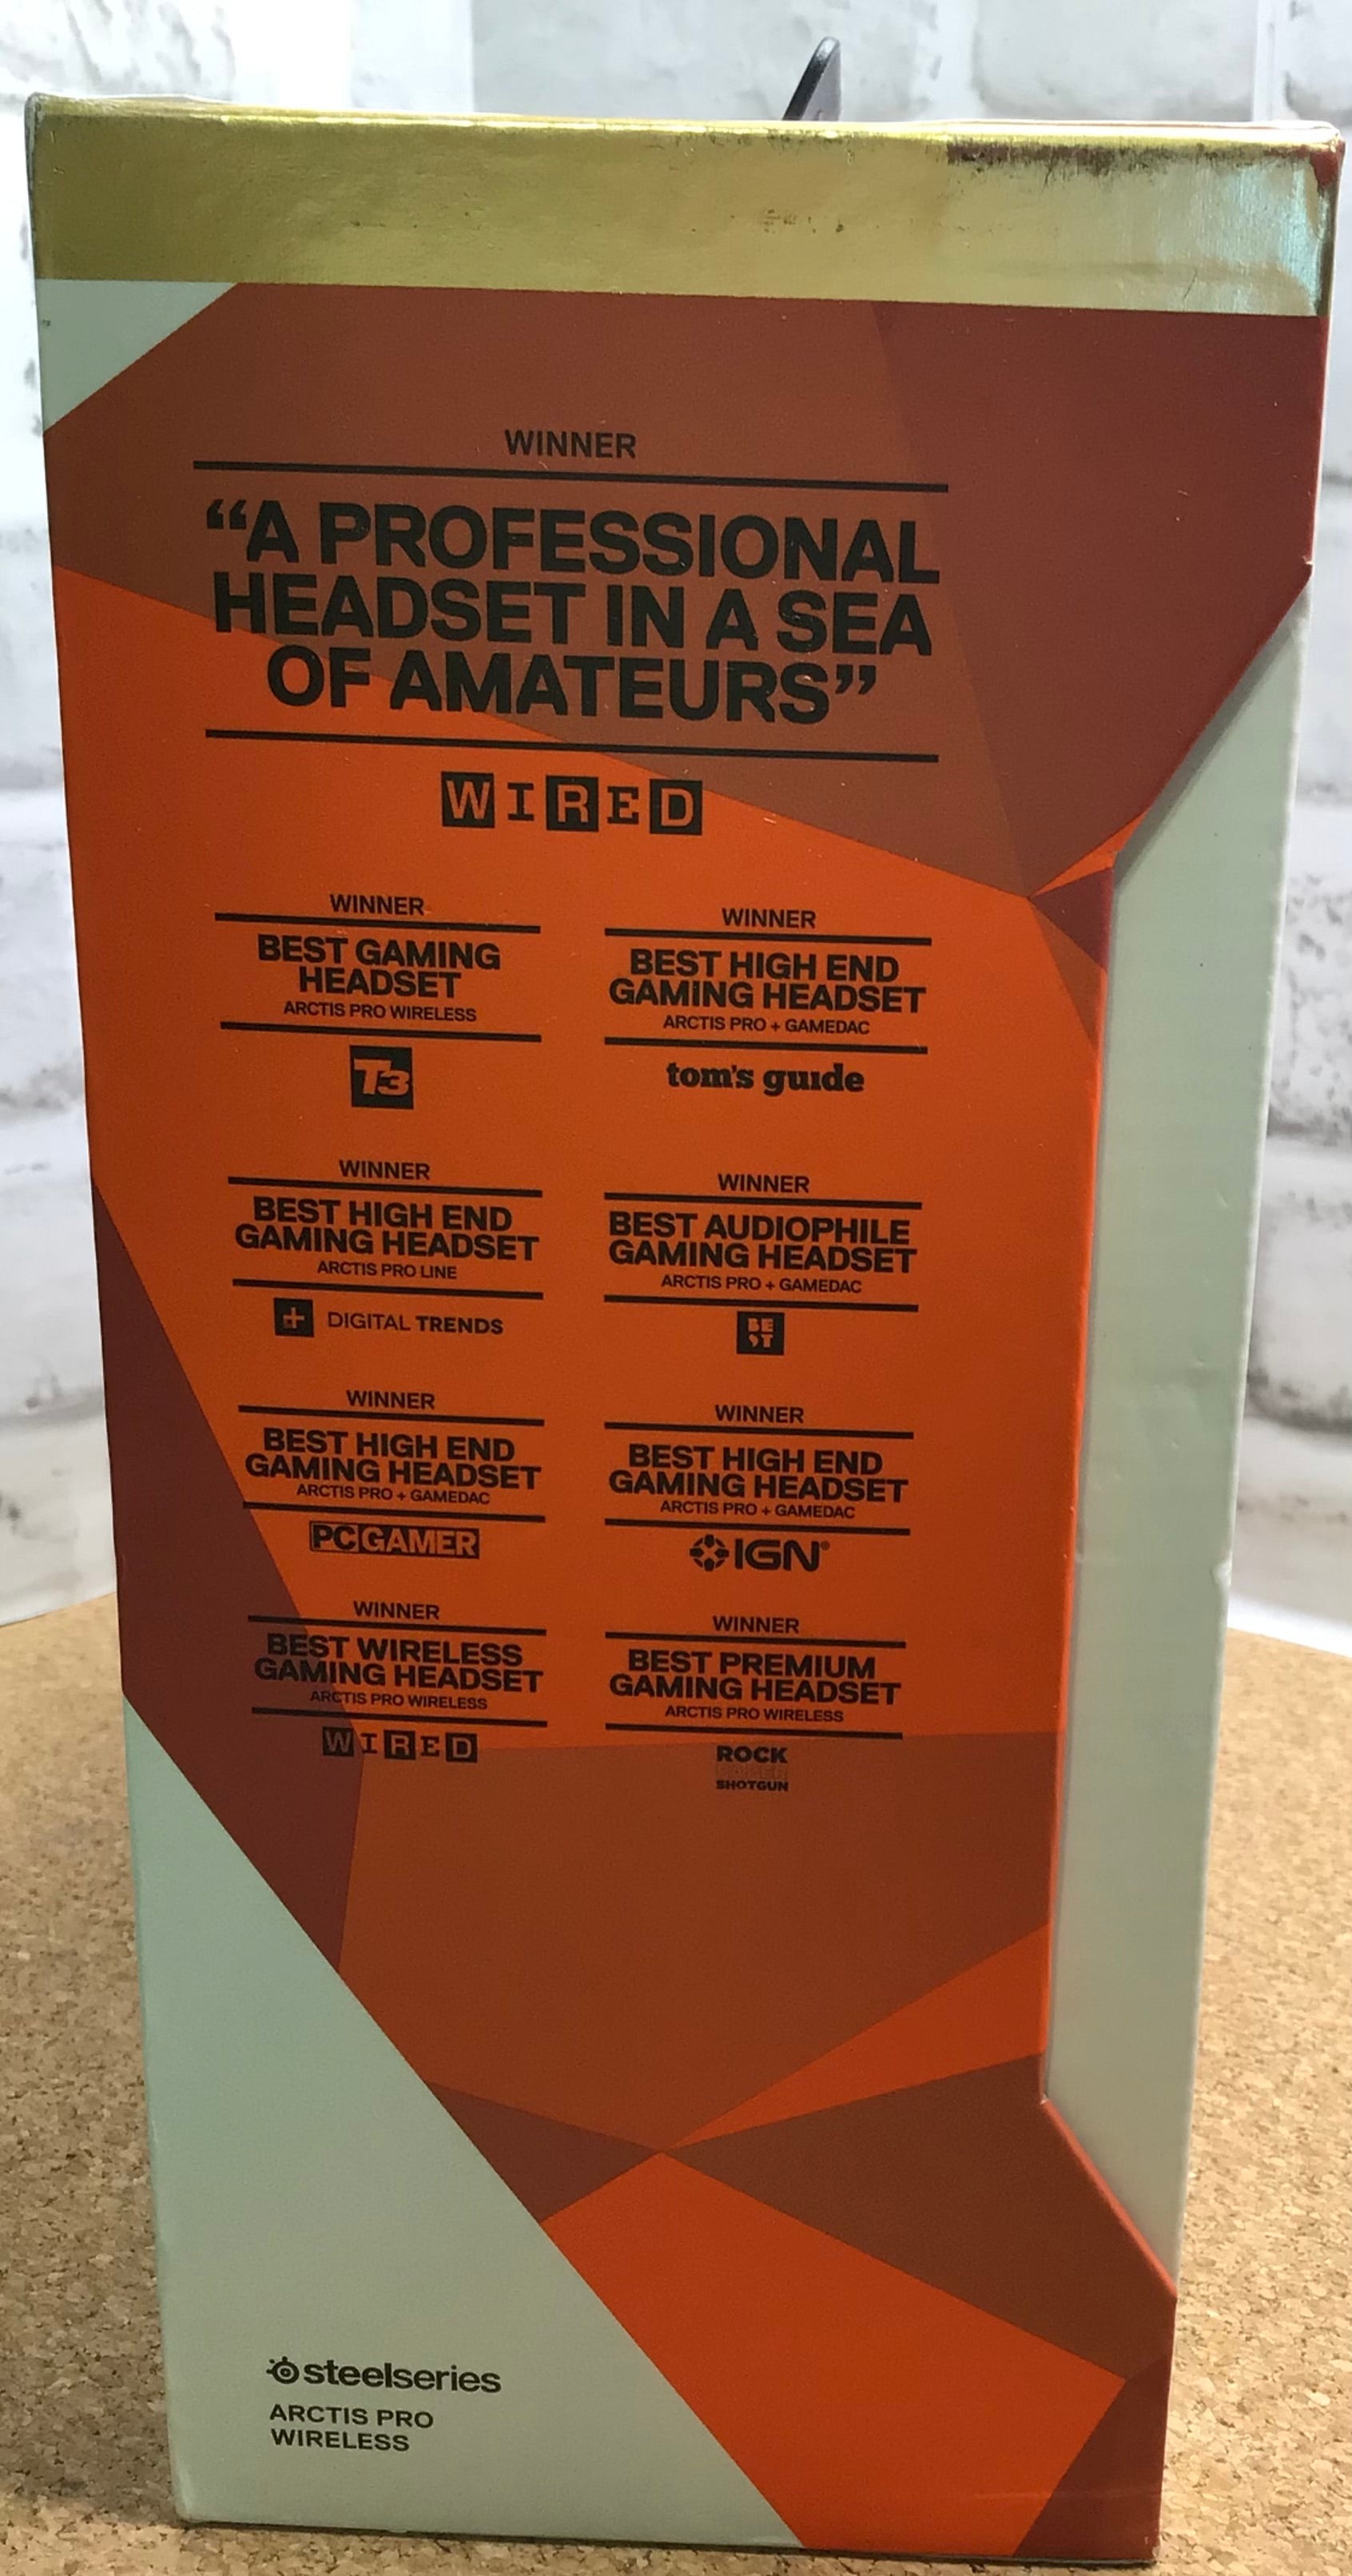 WINNER
“A PROFESSIONAL
HEADSET IN A SEA
OF AMATEURS”
WIRED
WINNER
BEST GAMING
HEADSET
ARCTIS PRO WIRELESS
T3
WINNER
BEST HIGH END
GAMING HEADSET
ARCTIS PRO + GAMEDAC
tom's guide
WINNER
BEST HIGH END
GAMING HEADSET
ARCTIS PRO LINE
DIGITAL TRENDS
WINNER
BEST AUDIOPHILE
GAMING HEADSET
ARCTIS PRO + GAMEDAC
BE
ST
WINNER
BEST HIGH END
GAMING HEADSET
ARCTIS PRO + GAMEDAC
PC GAMER
WINNER
BEST HIGH END
GAMING HEADSET
ARCTIS PRO + GAMEDAC
IGN®
WINNER
BEST WIRELESS
GAMING HEADSET
ARCTIS PRO WIRELESS
WIRED
WINNER
BEST PREMIUM
GAMING HEADSET
ARCTIS PRO WIRELESS
ROCK
PAPER
SHOTGUN
steelseries
ARCTIS PRO
WIRELESS